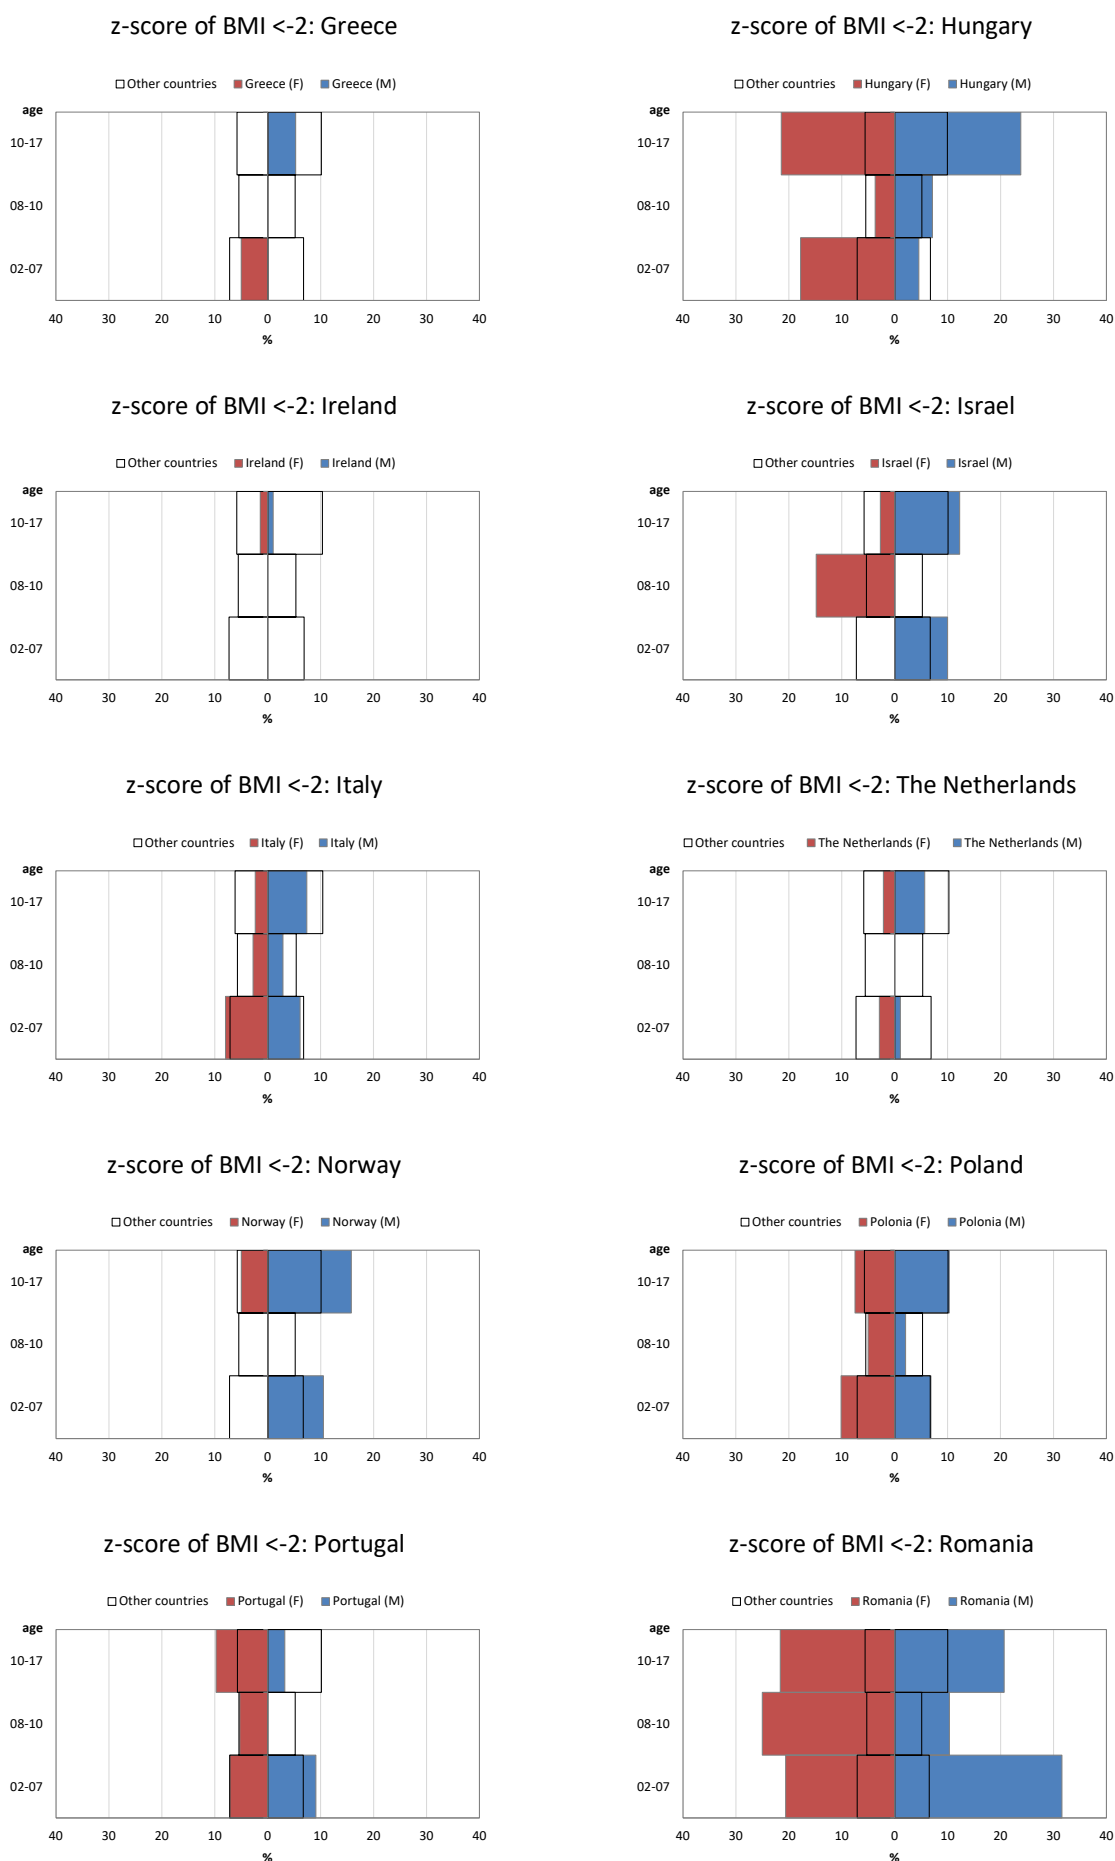 z-score of BMI <-2: Greece
Other countries Greece (F) Greece (M)
age
10-17
08-10
02-07
40 30 20 10 0 10 20 30 40
%
z-score of BMI <-2: Hungary
Other countries Hungary (F) Hungary (M)
age
10-17
08-10
02-07
40 30 20 10 0 10 20 30 40
%
z-score of BMI <-2: Ireland
Other countries Ireland (F) Ireland (M)
age
10-17
08-10
02-07
40 30 20 10 0 10 20 30 40
%
z-score of BMI <-2: Israel
Other countries Israel (F) Israel (M)
age
10-17
08-10
02-07
40 30 20 10 0 10 20 30 40
%
z-score of BMI <-2: Italy
Other countries Italy (F) Italy (M)
age
10-17
08-10
02-07
40 30 20 10 0 10 20 30 40
%
z-score of BMI <-2: The Netherlands
Other countries The Netherlands (F) The Netherlands (M)
age
10-17
08-10
02-07
40 30 20 10 0 10 20 30 40
%
z-score of BMI <-2: Norway
Other countries Norway (F) Norway (M)
age
10-17
08-10
02-07
40 30 20 10 0 10 20 30 40
%
z-score of BMI <-2: Poland
Other countries Polonia (F) Polonia (M)
age
10-17
08-10
02-07
40 30 20 10 0 10 20 30 40
%
z-score of BMI <-2: Portugal
Other countries Portugal (F) Portugal (M)
age
10-17
08-10
02-07
40 30 20 10 0 10 20 30 40
%
z-score of BMI <-2: Romania
Other countries Romania (F) Romania (M)
age
10-17
08-10
02-07
40 30 20 10 0 10 20 30 40
%